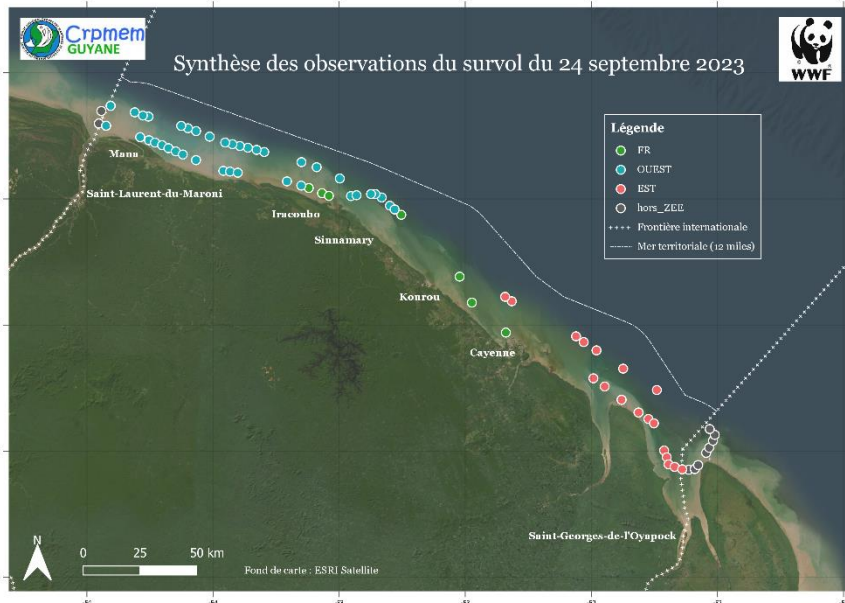 Crpmem
GUYANE
Synthèse des observations du survol du 24 septembre 2023
WWF
Légende
FR
OUEST
EST
hors_ZEE
Frontière internationale
Mer territoriale (12 miles)
Mana
Saint-Laurent-du-Maroni
Iracoubo
Sinnamary
Kourou
Cayenne
Saint-Georges-de-l'Oyapock
N
0 25 50 km
Fond de carte : ESRI Satellite